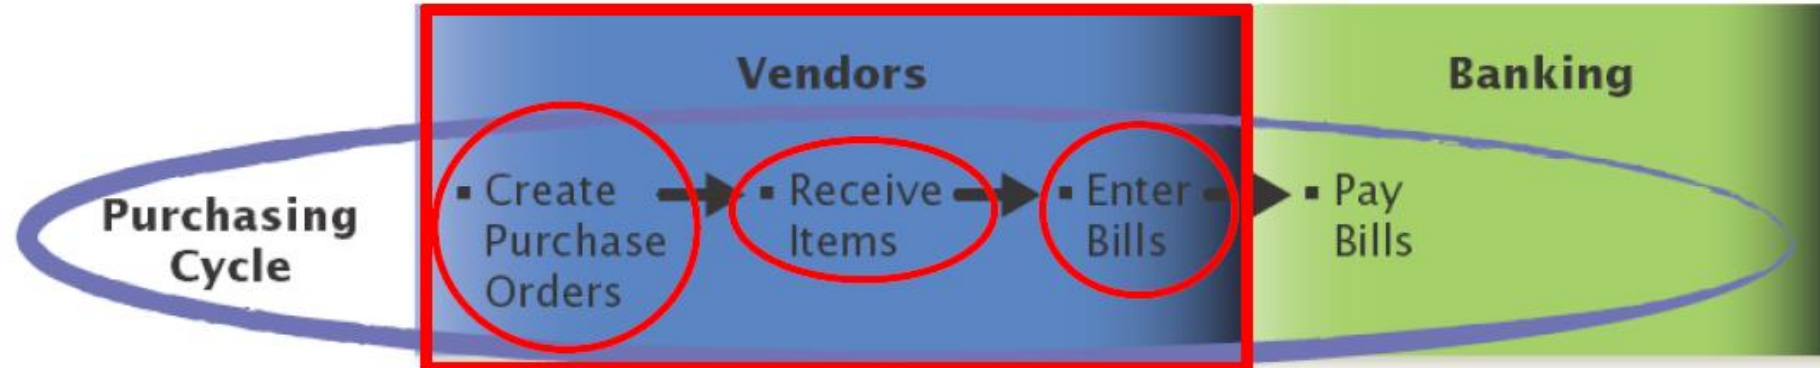 Vendors
Banking
Purchasing
Cycle
▪ Create
Purchase
Orders
▪ Receive
Items
▪ Enter
Bills
▪ Pay
Bills